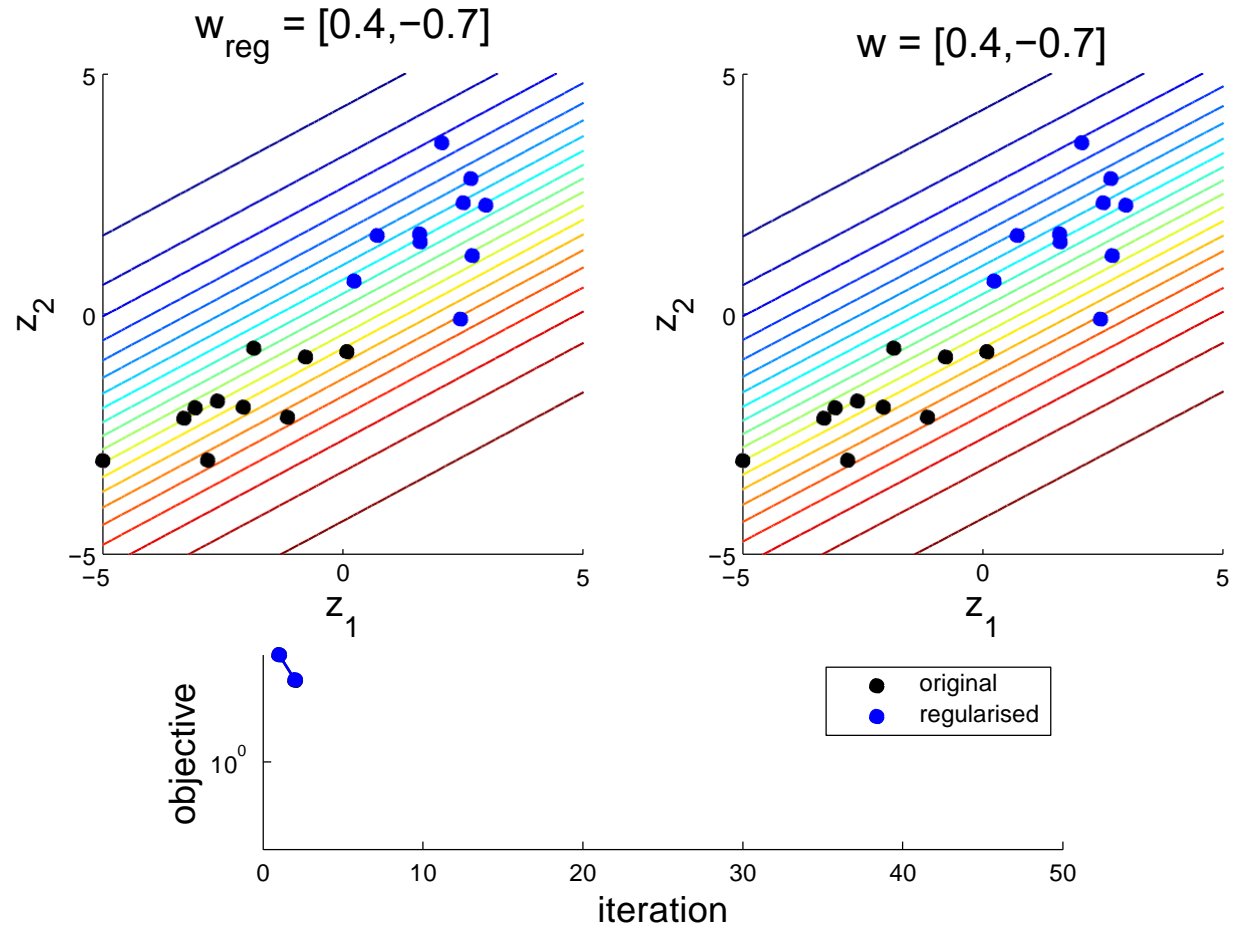 w_reg = [0.4,−0.7]
w = [0.4,−0.7]
5
0
−5
−5
0
5
z_2
z_1
5
0
−5
−5
0
5
z_2
z_1
objective
10^0
0
10
20
30
40
50
iteration
original
regularised